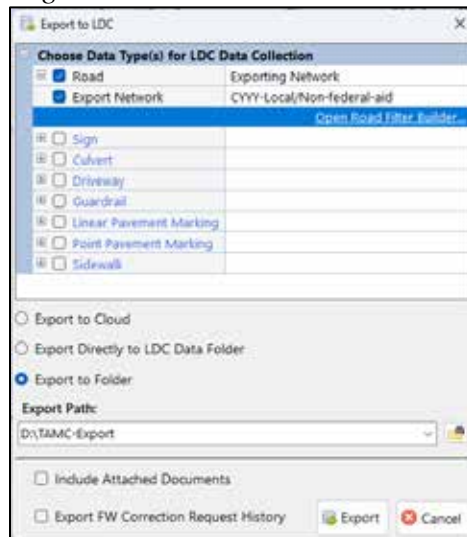 Export to LDC
Choose Data Type(s) for LDC Data Collection
Road Exporting Network
Export Network CYYY-Local/Non-federal-aid
Open Road Filter Builder...
Sign
Culvert
Driveway
Guardrail
Linear Pavement Marking
Point Pavement Marking
Sidewalk
Export to Cloud
Export Directly to LDC Data Folder
Export to Folder
Export Path:
D:\TAMC-Export
Include Attached Documents
Export FW Correction Request History Export Cancel